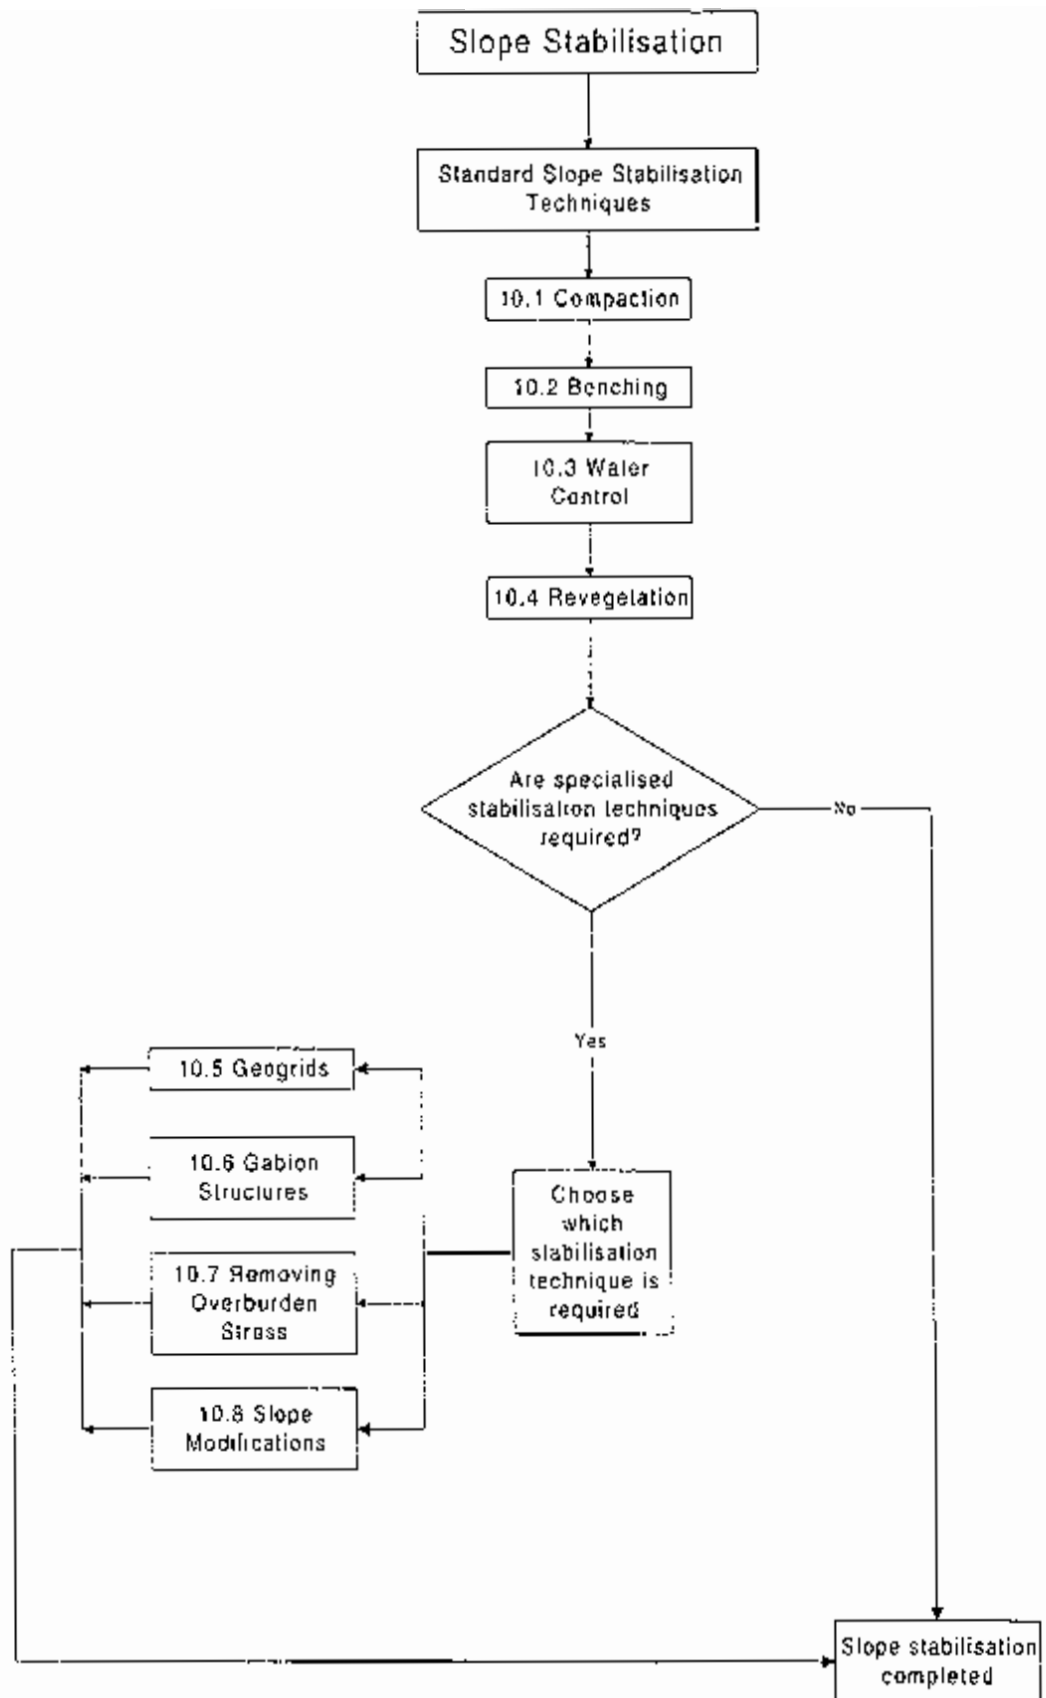 Slope Stabilisation
Standard Slope Stabilisation
Techniques
10.1 Compaction
10.2 Benching
10.3 Water
Control
10.4 Revegetation
Are specialised
stabilisation techniques
required?
No
Yes
10.5 Geogrids
10.6 Gabion
Structures
10.7 Removing
Overburden
Stress
10.8 Slope
Modifications
Choose
which
stabilisation
technique is
required
Slope stabilisation
completed